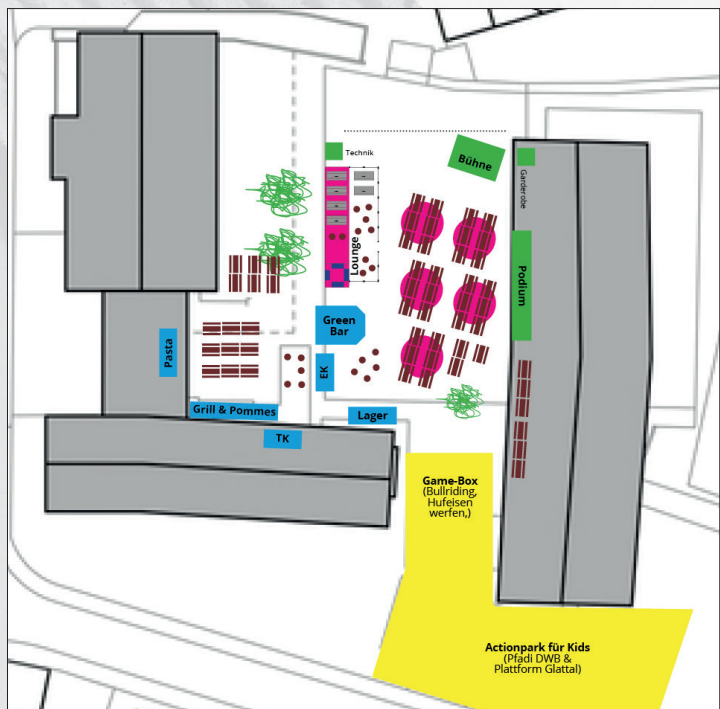 Technik
Bühne
Garderobe
Lounge
Podium
Green
Bar
Pasta
EK
Grill & Pommes
Lager
TK
Game-Box
(Bullriding,
Hufeisen
werfen,)
Actionpark für Kids
(Pfadi DWB &
Plattform Glattal)